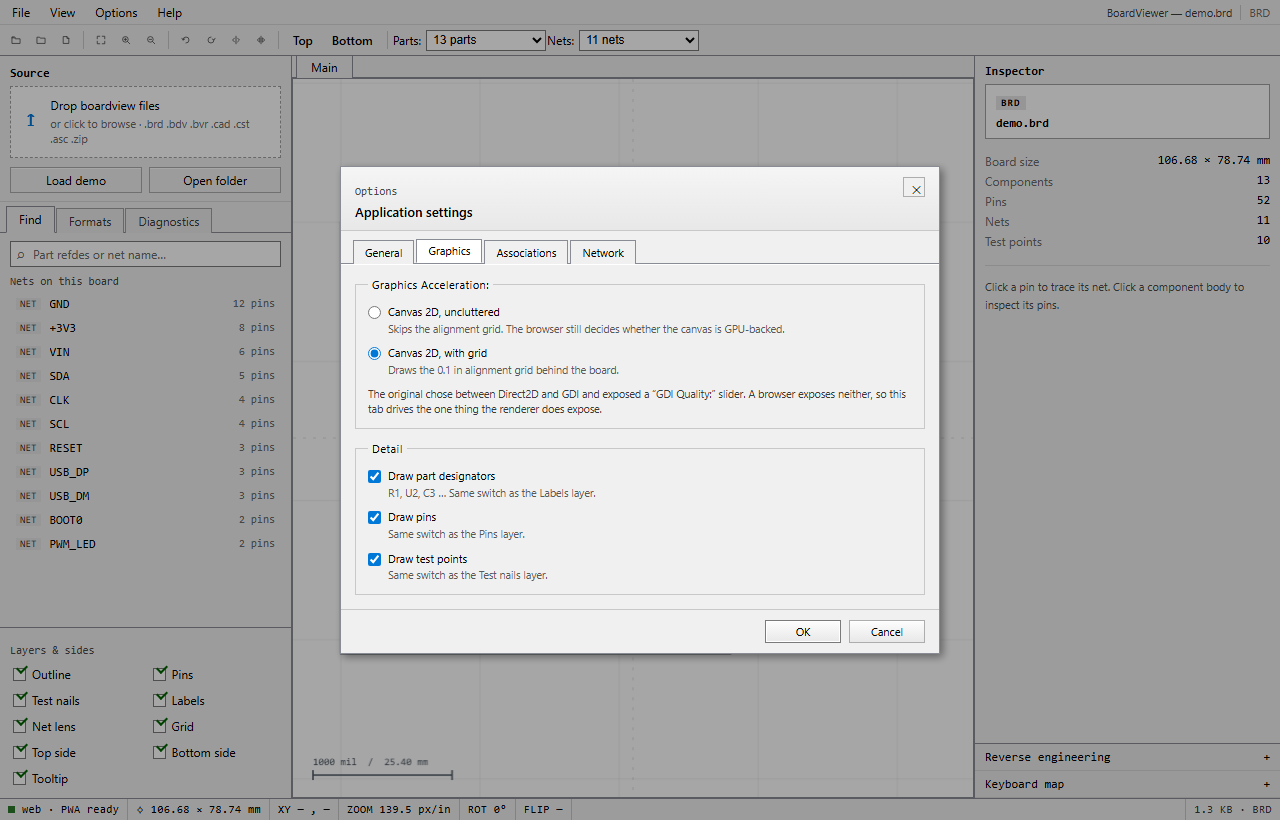 File View Options Help
BoardViewer — demo.brd BRD
Top Bottom Parts: 13 parts Nets: 11 nets
Source
Drop boardview files
or click to browse · .brd .bdv .bvr .cad .cst
.asc .zip
Load demo Open folder
Find Formats Diagnostics
Part refdes or net name...
Nets on this board
NET GND 12 pins
NET +3V3 8 pins
NET VIN 6 pins
NET SDA 5 pins
NET CLK 4 pins
NET SCL 4 pins
NET RESET 3 pins
NET USB_DP 3 pins
NET USB_DM 3 pins
NET BOOT0 2 pins
NET PWM_LED 2 pins
Layers & sides
Outline Pins
Test nails Labels
Net lens Grid
Top side Bottom side
Tooltip
Main
Options
Application settings
General Graphics Associations Network
Graphics Acceleration:
Canvas 2D, uncluttered
Skips the alignment grid. The browser still decides whether the canvas is GPU-backed.
Canvas 2D, with grid
Draws the 0.1 in alignment grid behind the board.
The original chose between Direct2D and GDI and exposed a “GDI Quality:” slider. A browser exposes neither, so this
tab drives the one thing the renderer does expose.
Detail
Draw part designators
R1, U2, C3 ... Same switch as the Labels layer.
Draw pins
Same switch as the Pins layer.
Draw test points
Same switch as the Test nails layer.
OK Cancel
1000 mil / 25.40 mm
Inspector
BRD
demo.brd
Board size 106.68 × 78.74 mm
Components 13
Pins 52
Nets 11
Test points 10
Click a pin to trace its net. Click a component body to
inspect its pins.
Reverse engineering +
Keyboard map +
web · PWA ready 106.68 × 78.74 mm XY — , — ZOOM 139.5 px/in ROT 0° FLIP — 1.3 KB · BRD